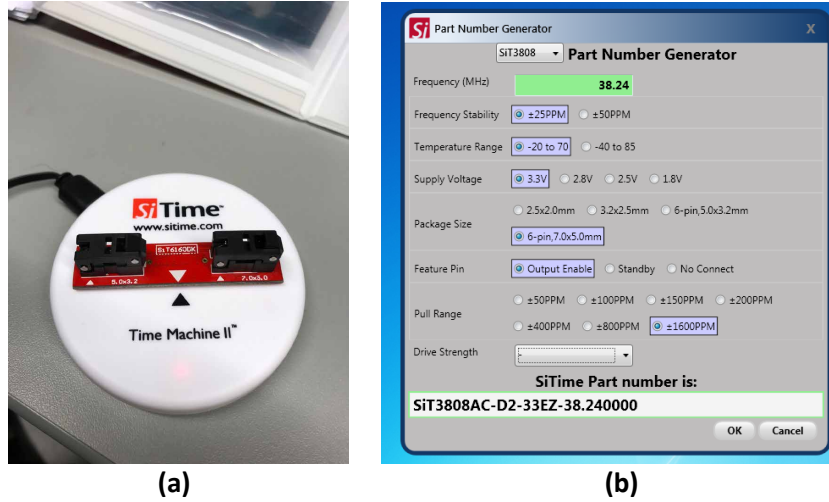 SiTime
www.sitime.com
SiT6160DK
5.0x3.2
7.0x5.0
Time Machine II™
(a)
Si Part Number Generator X
SiT3808 Part Number Generator
Frequency (MHz) 38.24
Frequency Stability ±25PPM ±50PPM
Temperature Range -20 to 70 -40 to 85
Supply Voltage 3.3V 2.8V 2.5V 1.8V
Package Size 2.5x2.0mm 3.2x2.5mm 6-pin,5.0x3.2mm
6-pin,7.0x5.0mm
Feature Pin Output Enable Standby No Connect
Pull Range ±50PPM ±100PPM ±150PPM ±200PPM
±400PPM ±800PPM ±1600PPM
Drive Strength -
SiTime Part number is:
SiT3808AC-D2-33EZ-38.240000
OK Cancel
(b)